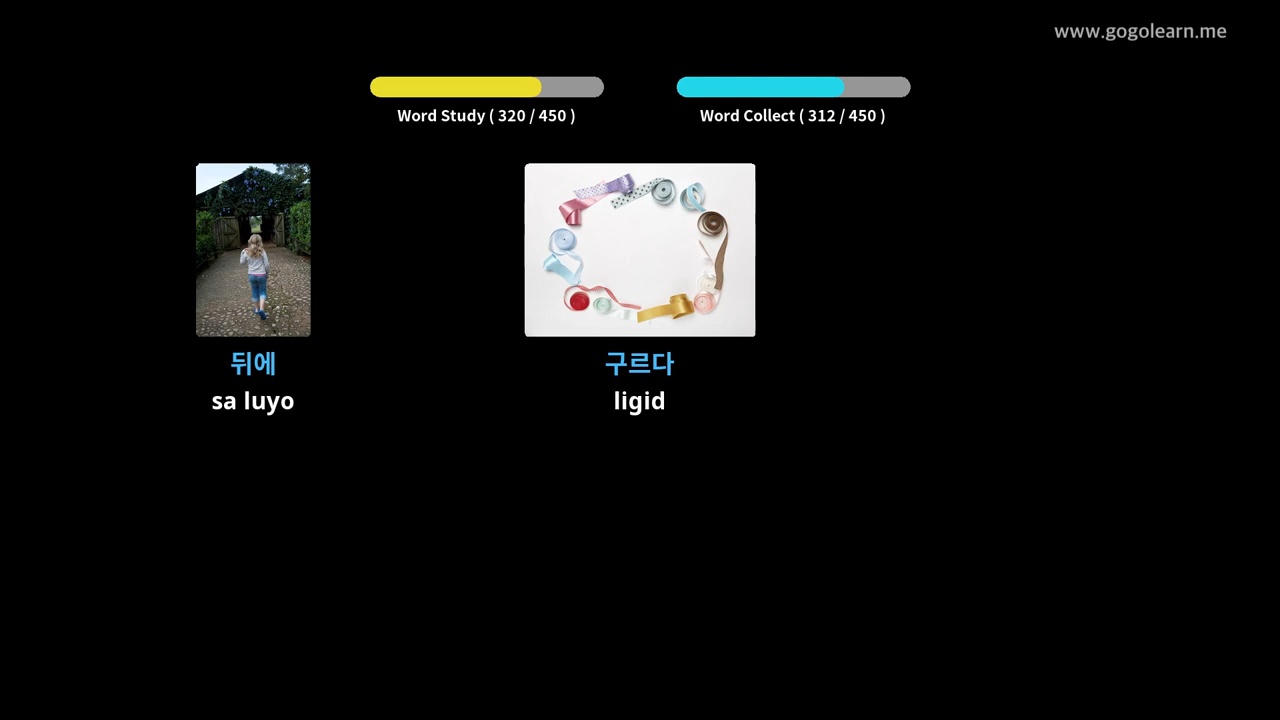 www.gogolearn.me
Word Study ( 320 / 450 )
Word Collect ( 312 / 450 )
뒤에
sa luyo
구르다
ligid